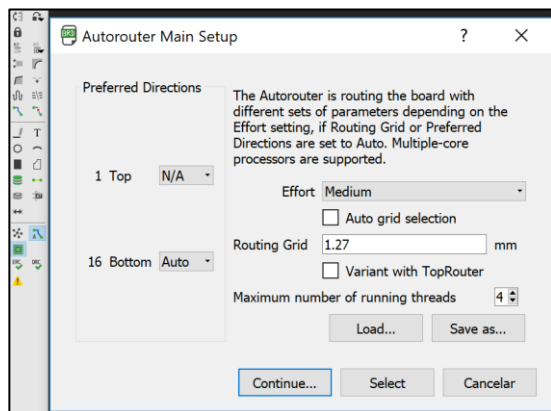 Autorouter Main Setup
?
Preferred Directions
1 Top N/A
16 Bottom Auto
The Autorouter is routing the board with
different sets of parameters depending on the
Effort setting, if Routing Grid or Preferred
Directions are set to Auto. Multiple-core
processors are supported.
Effort Medium
Auto grid selection
Routing Grid 1.27 mm
Variant with TopRouter
Maximum number of running threads 4
Load... Save as...
Continue... Select Cancelar